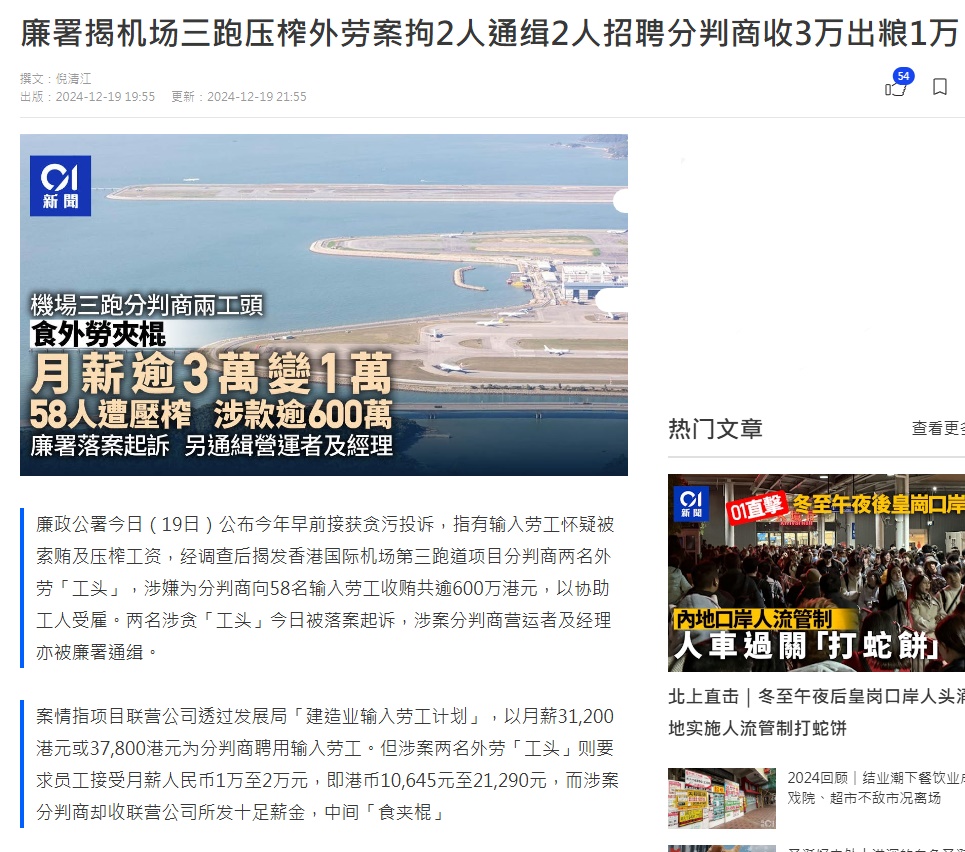 廉署揭机场三跑压榨外劳案拘2人通缉2人招聘分判商收3万出粮1万
撰文：倪清江
出版：2024-12-19 19:55 更新：2024-12-19 21:55
54
01
新聞
機場三跑分判商兩工頭
食外勞夾棍
月薪逾3萬變1萬
58人遭壓榨 涉款逾600萬
廉署落案起訴 另通緝營運者及經理
廉政公署今日（19日）公布今年早前接获贪污投诉，指有输入劳工怀疑被
索贿及压榨工资，经调查后揭发香港国际机场第三跑道项目分判商两名外
劳「工头」，涉嫌为分判商向58名输入劳工收贿共逾600万港元，以协助
工人受雇。两名涉贪「工头」今日被落案起诉，涉案分判商营运者及经理
亦被廉署通缉。
案情指项目联营公司透过发展局「建造业输入劳工计划」，以月薪31,200
港元或37,800港元为分判商聘用输入劳工。但涉案两名外劳「工头」则要
求员工接受月薪人民币1万至2万元，即港币10,645元至21,290元，而涉案
分判商却收联营公司所发十足薪金，中间「食夹棍」
热门文章
查看更多
01
新聞
01直擊
冬至午夜後皇崗口岸
內地口岸人流管制
人車過關「打蛇餅」
北上直击｜冬至午夜后皇岗口岸人头涌
地实施人流管制打蛇饼
2024回顾｜结业潮下餐饮业
戏院、超市不敌市况离场